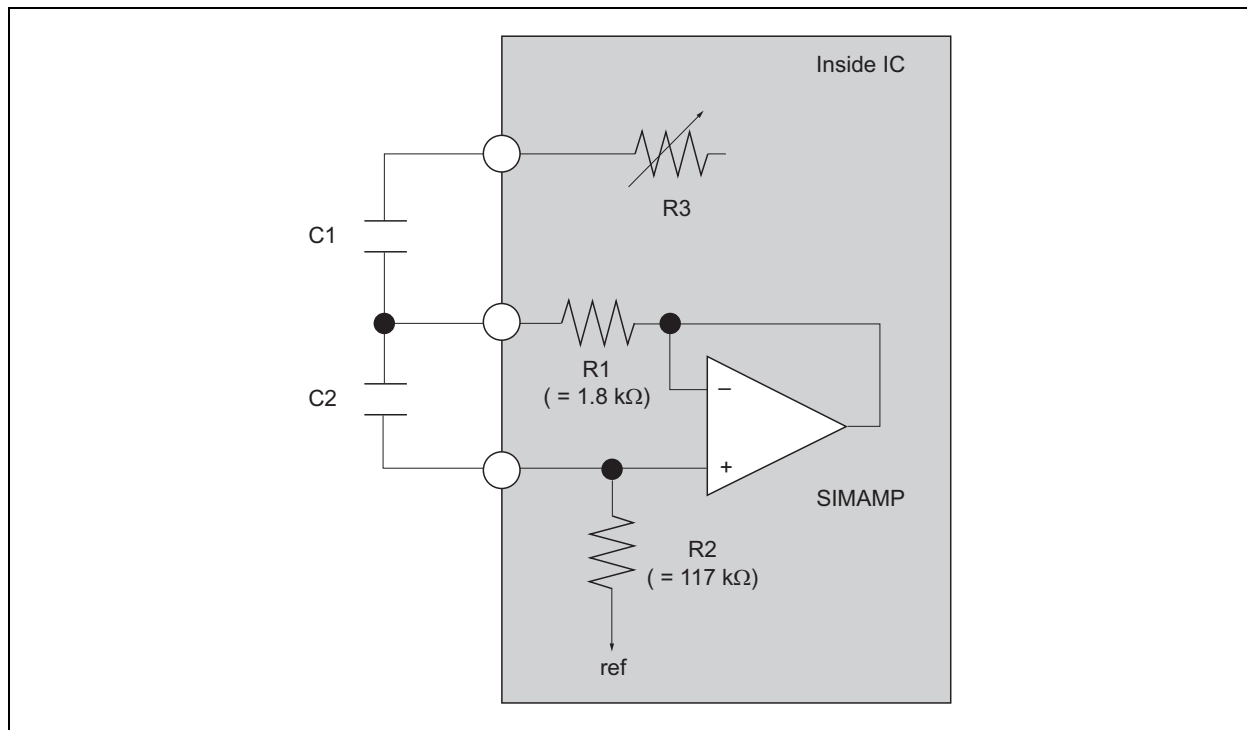 Inside IC
R3
C1
R1
( = 1.8 kΩ)
C2
–
+
SIMAMP
R2
( = 117 kΩ)
ref